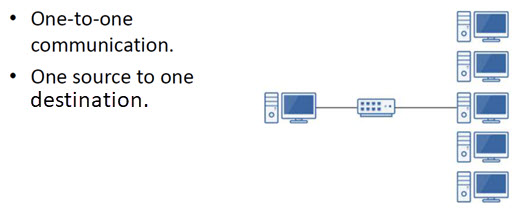 • One-to-one
communication.
• One source to one
destination.